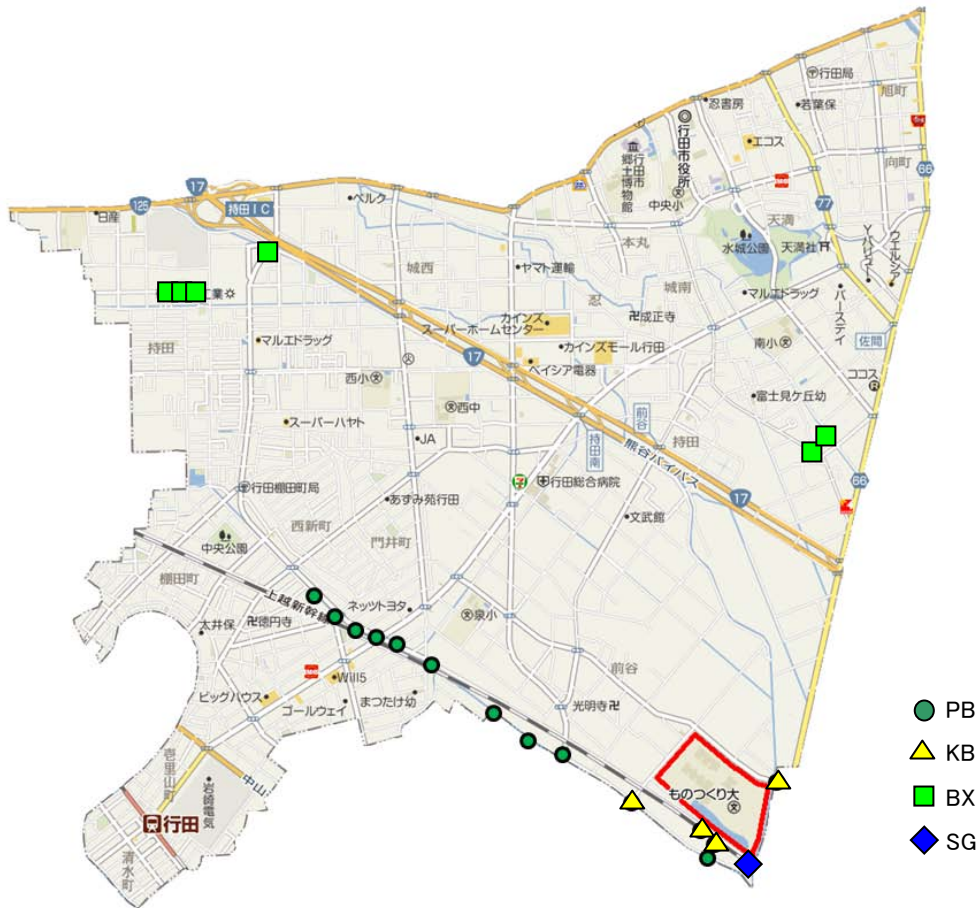 行田局
旭町
忍書房
若葉保
行田市役所
エコス
向町
66
行田市
郷土博物館
中央小
77
天満
17
125
持田IC
ベルク
日産
水城公園
天満社
ヤオバルビュー
ウエルシア
本丸
城西
ヤマト運輸
忍
城南
マルエドラッグ
バースデイ
工業
成正寺
カインズ
スーパーホームセンター
カインズモール行田
南小
佐間
持田
マルエドラッグ
17
ベイシア電器
ココス
西小
富士見ケ丘幼
西中
スーパーハヤト
前谷
JA
持田南
持田
熊谷バイパス
行田総合病院
66
行田棚田町局
あずみ苑行田
17
西新町
文武館
門井町
中央公園
棚田町
上越新幹線
ネッツトヨタ
泉小
太井保
徳円寺
前谷
Will5
ビッグハウス
まつたけ幼
ゴールウェイ
光明寺
PB
壱里山町
KB
中山
岩崎電気
ものつくり大
BX
行田
SG
清水町